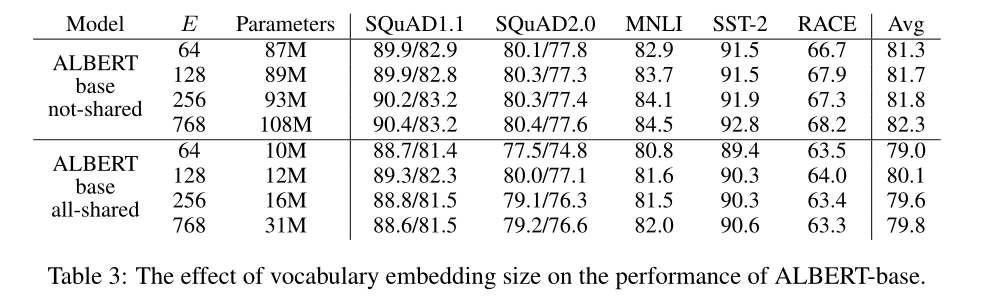 Model E Parameters SQuAD1.1 SQuAD2.0 MNLI SST-2 RACE Avg
ALBERT base not-shared
64 87M 89.9/82.9 80.1/77.8 82.9 91.5 66.7 81.3
128 89M 89.9/82.8 80.3/77.3 83.7 91.5 67.9 81.7
256 93M 90.2/83.2 80.3/77.4 84.1 91.9 67.3 81.8
768 108M 90.4/83.2 80.4/77.6 84.5 92.8 68.2 82.3
ALBERT base all-shared
64 10M 88.7/81.4 77.5/74.8 80.8 89.4 63.5 79.0
128 12M 89.3/82.3 80.0/77.1 81.6 90.3 64.0 80.1
256 16M 88.8/81.5 79.1/76.3 81.5 90.3 63.4 79.6
768 31M 88.6/81.5 79.2/76.6 82.0 90.6 63.3 79.8
Table 3: The effect of vocabulary embedding size on the performance of ALBERT-base.